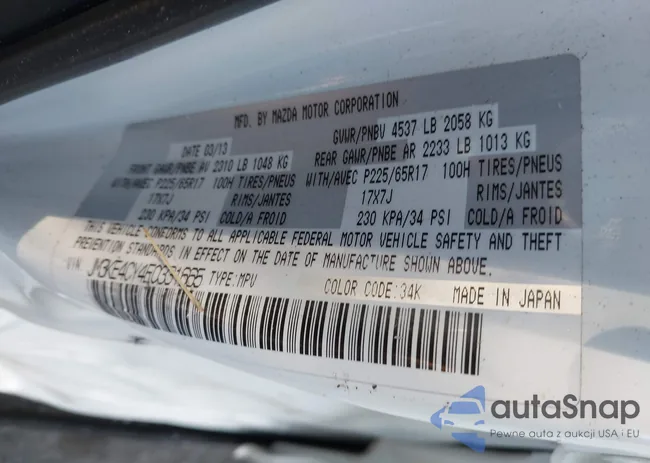 MFD. BY MAZDA MOTOR CORPORATION
DATE 03/13 GVWR/PNBV 4537 LB 2058 KG
FRONT GAWR/PNBE AV 2310 LB 1048 KG REAR GAWR/PNBE AR 2233 LB 1013 KG
WITH/AVEC P225/65R17 100H TIRES/PNEUS WITH/AVEC P225/65R17 100H TIRES/PNEUS
17X7J RIMS/JANTES 17X7J RIMS/JANTES
230 KPA/34 PSI COLD/A FROID 230 KPA/34 PSI COLD/A FROID
THIS VEHICLE CONFORMS TO ALL APPLICABLE FEDERAL MOTOR VEHICLE SAFETY AND THEFT
PREVENTION STANDARDS IN EFFECT ON THE DATE OF MANUFACTURE SHOWN ABOVE.
TYPE:MPV COLOR CODE:34K MADE IN JAPAN
autaSnap
Pewne auta z aukcji USA i EU